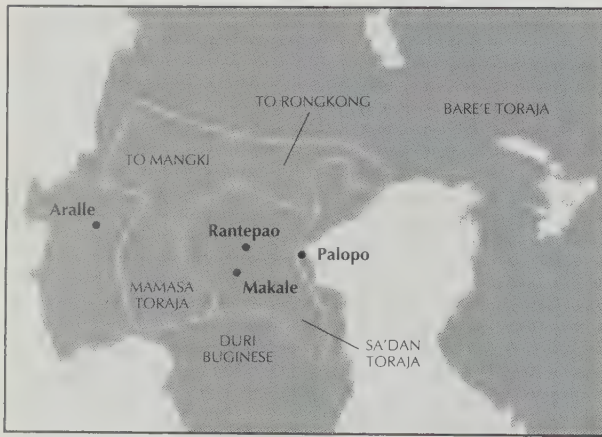 TO RONGKONG
BARE'E TORAJA
TO MANGKI
Aralle
Rantepao
Palopo
Makale
MAMASA
TORAJA
DURI
BUGINESE
SA'DAN
TORAJA